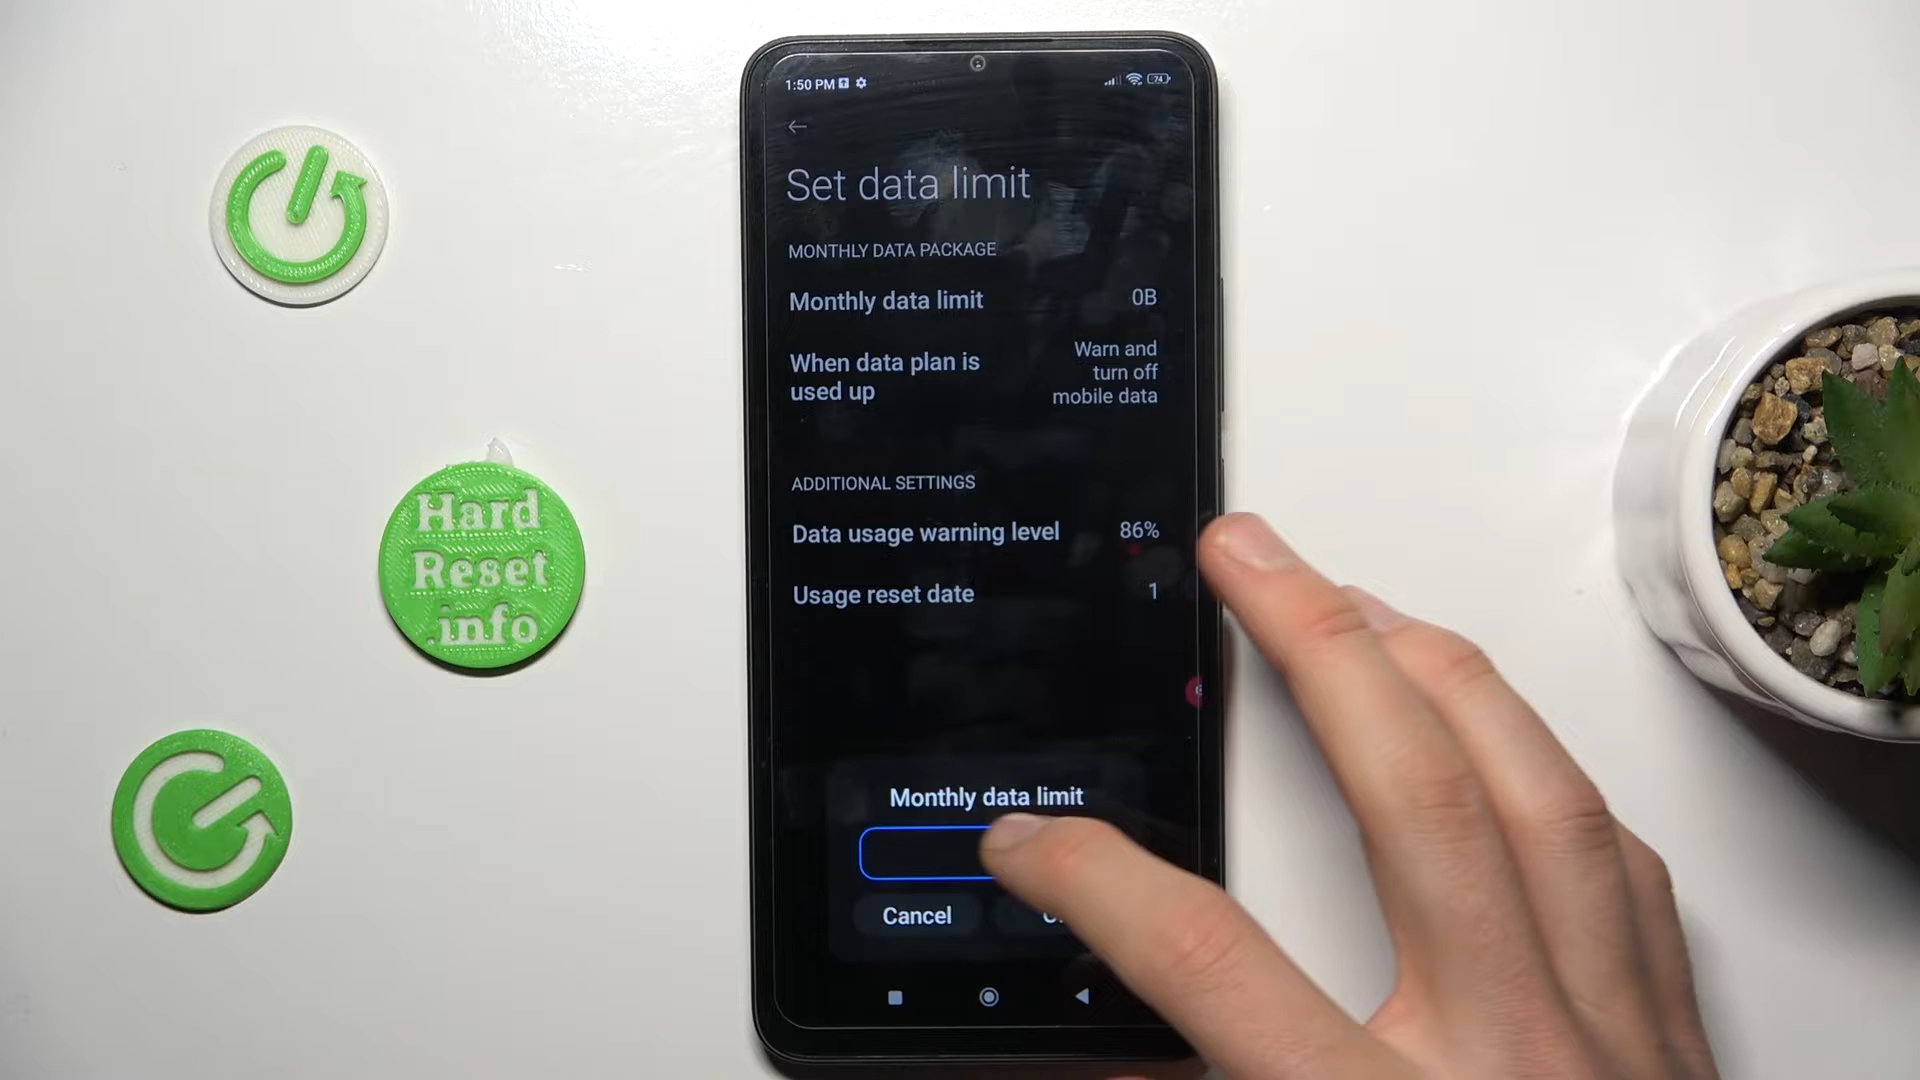 1:50 PM
74
Set data limit
MONTHLY DATA PACKAGE
Monthly data limit 0B
When data plan is used up
Warn and
turn off
mobile data
ADDITIONAL SETTINGS
Data usage warning level 86%
Usage reset date 1
Monthly data limit
Cancel
Hard
Reset
.info